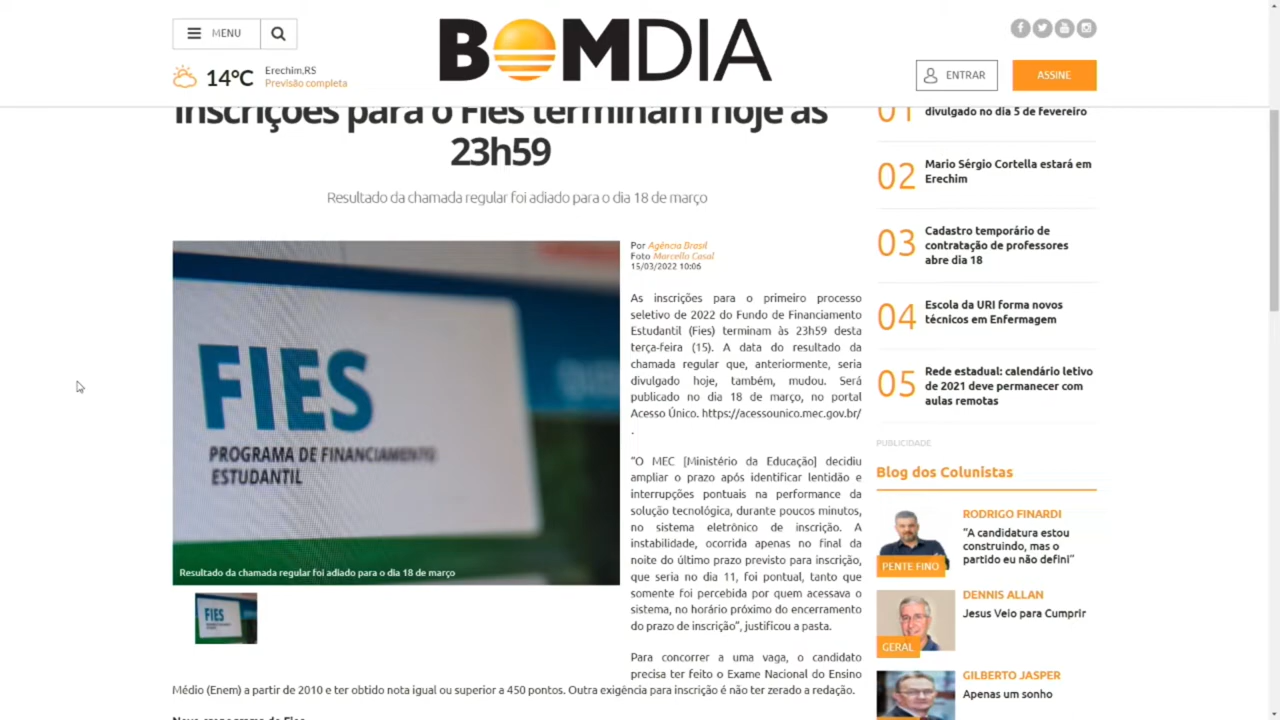 MENU
BOMDIA
14°C
Erechim,RS
Previsão completa
ENTRAR
ASSINE
Inscrições para o Fies terminam hoje às
23h59
Resultado da chamada regular foi adiado para o dia 18 de março
FIES
PROGRAMA DE FINANCIAMENTO
ESTUDANTIL
Resultado da chamada regular foi adiado para o dia 18 de março
FIES
Por Agência Brasil
Foto Marcello Casal
15/03/2022 10:06
As inscrições para o primeiro processo
seletivo de 2022 do Fundo de Financiamento
Estudantil (Fies) terminam às 23h59 desta
terça-feira (15). A data do resultado da
chamada regular que, anteriormente, seria
divulgado hoje, também, mudou. Será
publicado no dia 18 de março, no portal
Acesso Único. https://acessounico.mec.gov.br/
.
“O MEC [Ministério da Educação] decidiu
ampliar o prazo após identificar lentidão e
interrupções pontuais na performance da
solução tecnológica, durante poucos minutos,
no sistema eletrônico de inscrição. A
instabilidade, ocorrida apenas no final da
noite do último prazo previsto para inscrição,
que seria no dia 11, foi pontual, tanto que
somente foi percebida por quem acessava o
sistema, no horário próximo do encerramento
do prazo de inscrição”, justificou a pasta.
Para concorrer a uma vaga, o candidato
precisa ter feito o Exame Nacional do Ensino
Médio (Enem) a partir de 2010 e ter obtido nota igual ou superior a 450 pontos. Outra exigência para inscrição é não ter zerado a redação.
Novo cronograma do Fies
01
divulgado no dia 5 de fevereiro
02
Mario Sérgio Cortella estará em
Erechim
03
Cadastro temporário de
contratação de professores
abre dia 18
04
Escola da URI forma novos
técnicos em Enfermagem
05
Rede estadual: calendário letivo
de 2021 deve permanecer com
aulas remotas
PUBLICIDADE
Blog dos Colunistas
RODRIGO FINARDI
“A candidatura estou
construindo, mas o
partido eu não defini”
PENTE FINO
DENNIS ALLAN
Jesus Veio para Cumprir
GERAL
GILBERTO JASPER
Apenas um sonho